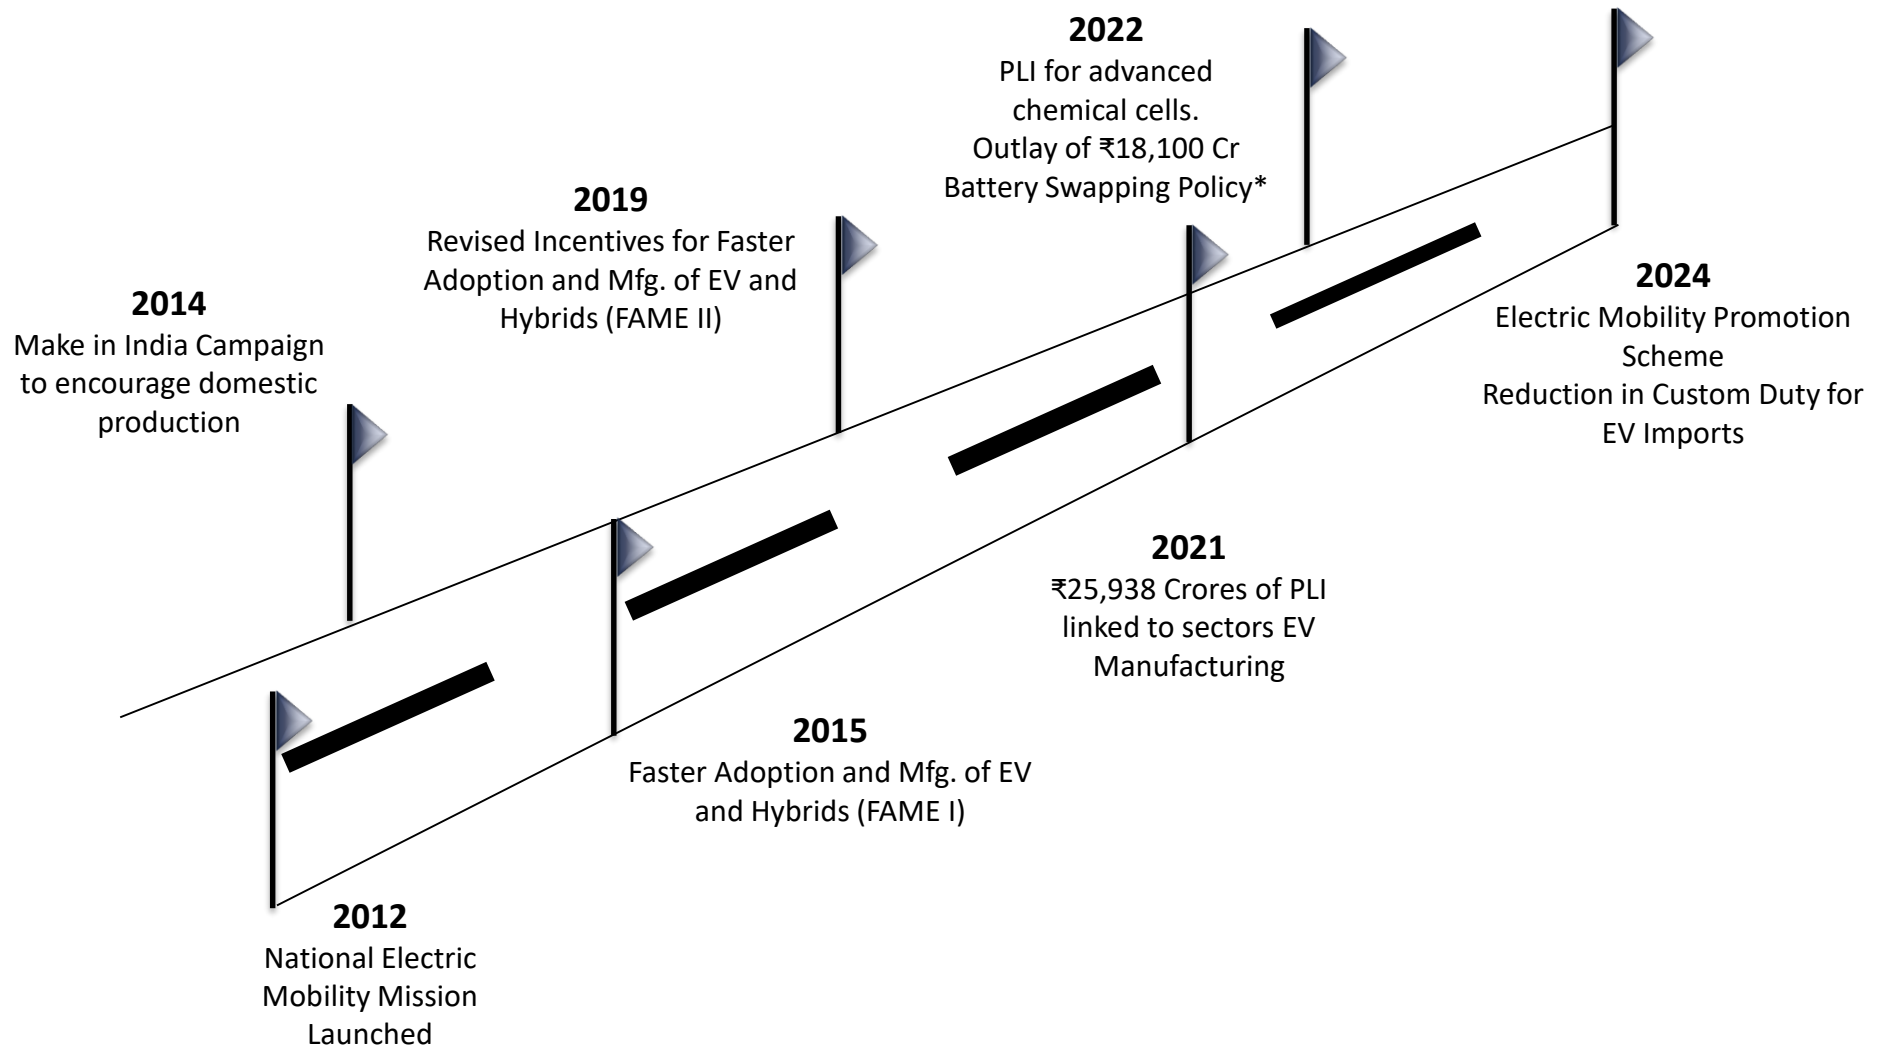 2022
PLI for advanced
chemical cells.
Outlay of ₹18,100 Cr
Battery Swapping Policy*
2019
Revised Incentives for Faster
Adoption and Mfg. of EV and
Hybrids (FAME II)
2014
Make in India Campaign
to encourage domestic
production
2024
Electric Mobility Promotion
Scheme
Reduction in Custom Duty for
EV Imports
2021
₹25,938 Crores of PLI
linked to sectors EV
Manufacturing
2015
Faster Adoption and Mfg. of EV
and Hybrids (FAME I)
2012
National Electric
Mobility Mission
Launched